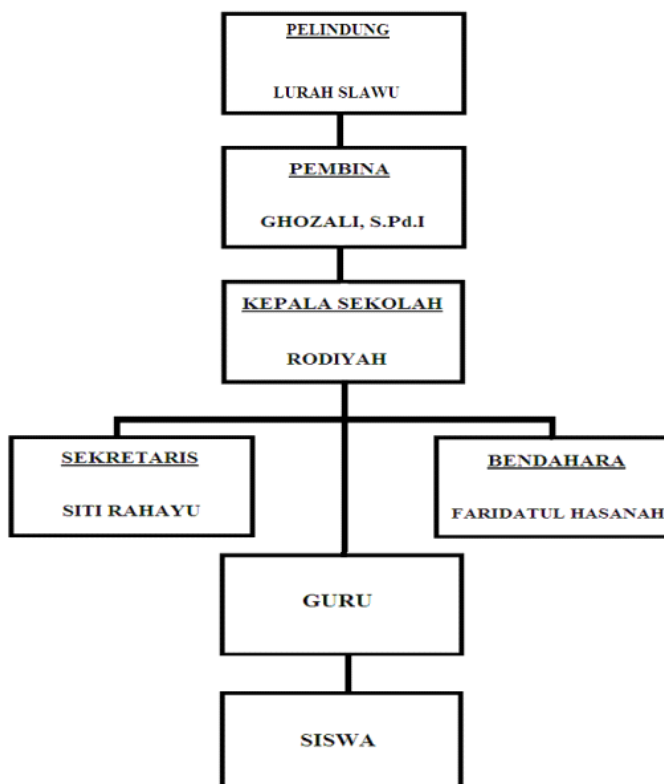 PELINDUNG
LURAH SLAWU
PEMBINA
GHOZALI, S.Pd.I
KEPALA SEKOLAH
RODIYAH
SEKRETARIS
SITI RAHAYU
BENDAHARA
FARIDATUL HASANAH
GURU
SISWA